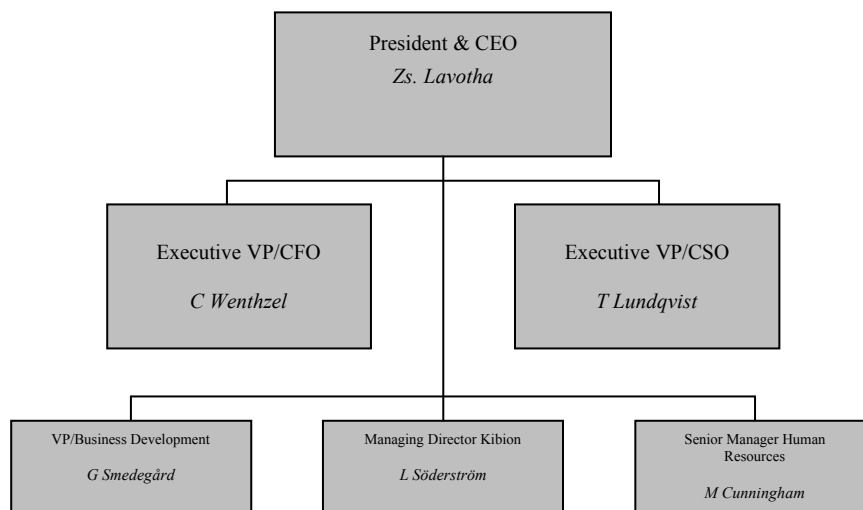 President & CEO
Zs. Lavotha
Executive VP/CFO
C Wenthzel
Executive VP/CSO
T Lundqvist
VP/Business Development
G Smedegård
Managing Director Kibion
L Söderström
Senior Manager Human
Resources
M Cunningham